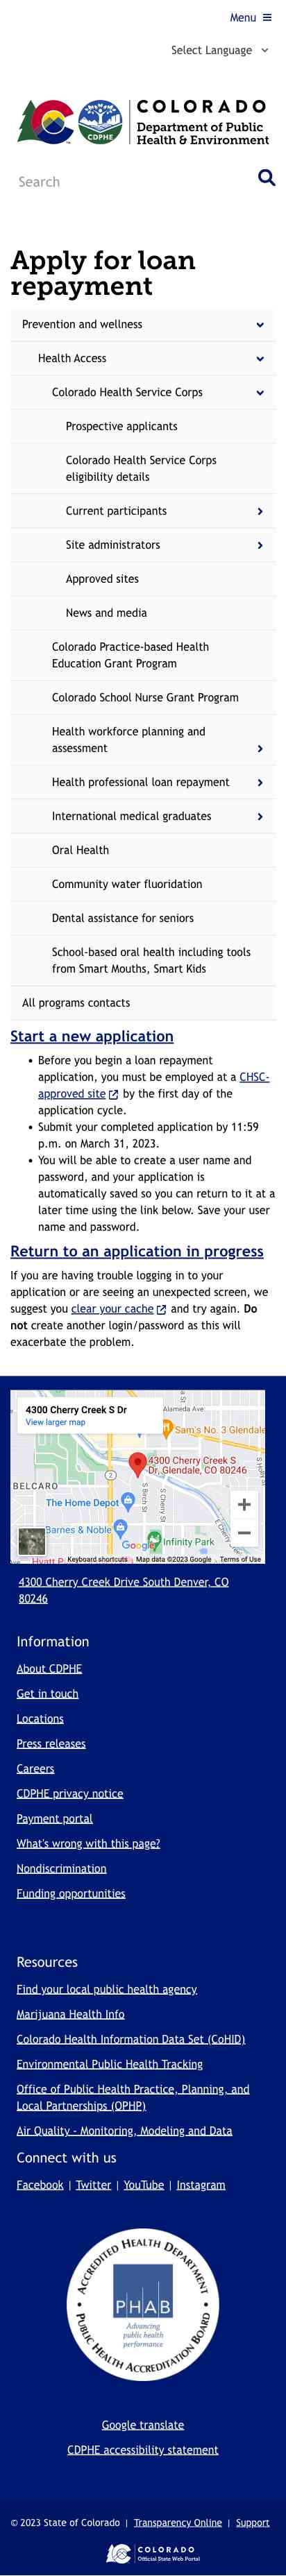 Menu
Select Language
CDPHE
COLORADO
Department of Public
Health & Environment
Search
Apply for loan
repayment
Prevention and wellness
Health Access
Colorado Health Service Corps
Prospective applicants
Colorado Health Service Corps
eligibility details
Current participants
Site administrators
Approved sites
News and media
Colorado Practice-based Health
Education Grant Program
Colorado School Nurse Grant Program
Health workforce planning and
assessment
Health professional loan repayment
International medical graduates
Oral Health
Community water fluoridation
Dental assistance for seniors
School-based oral health including tools
from Smart Mouths, Smart Kids
All programs contacts
Start a new application
• Before you begin a loan repayment
application, you must be employed at a CHSC-
approved site by the first day of the
application cycle.
• Submit your completed application by 11:59
p.m. on March 31, 2023.
• You will be able to create a user name and
password, and your application is
automatically saved so you can return to it at a
later time using the link below. Save your user
name and password.
Return to an application in progress
If you are having trouble logging in to your
application or are seeing an unexpected screen, we
suggest you clear your cache and try again. Do
not create another login/password as this will
exacerbate the problem.
4300 Cherry Creek S Dr
View larger map
Alameda Ave
Sam's No. 3 Glendale
4300 Cherry Creek S
Dr, Glendale, CO 80246
2
BELCARO
S Birch St
S Cherry St
The Home Depot
Barnes & Noble
Google
Infinity Park
Keyboard shortcuts
Map data ©2023 Google
Terms of Use
4300 Cherry Creek Drive South Denver, CO
80246
Information
About CDPHE
Get in touch
Locations
Press releases
Careers
CDPHE privacy notice
Payment portal
What's wrong with this page?
Nondiscrimination
Funding opportunities
Resources
Find your local public health agency
Marijuana Health Info
Colorado Health Information Data Set (CoHID)
Environmental Public Health Tracking
Office of Public Health Practice, Planning, and
Local Partnerships (OPHP)
Air Quality - Monitoring, Modeling and Data
Connect with us
Facebook | Twitter | YouTube | Instagram
ACCREDITED HEALTH DEPARTMENT
PHAB
Advancing
public health
performance
PUBLIC HEALTH ACCREDITATION BOARD
Google translate
CDPHE accessibility statement
© 2023 State of Colorado | Transparency Online | Support
COLORADO
Official State Web Portal